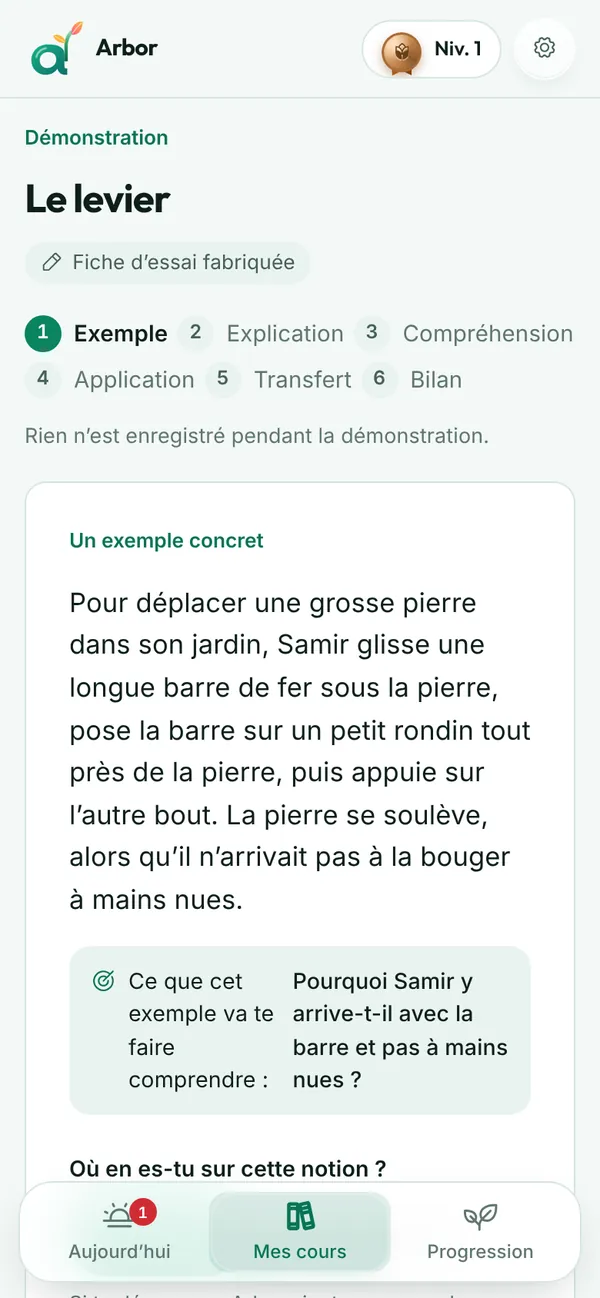 Arbor
Niv. 1
Démonstration
Le levier
Fiche d’essai fabriquée
1 Exemple 2 Explication 3 Compréhension
4 Application 5 Transfert 6 Bilan
Rien n’est enregistré pendant la démonstration.
Un exemple concret
Pour déplacer une grosse pierre
dans son jardin, Samir glisse une
longue barre de fer sous la pierre,
pose la barre sur un petit rondin tout
près de la pierre, puis appuie sur
l’autre bout. La pierre se soulève,
alors qu’il n’arrivait pas à la bouger
à mains nues.
Ce que cet
exemple va te
faire
comprendre :
Pourquoi Samir y
arrive-t-il avec la
barre et pas à mains
nues ?
Où en es-tu sur cette notion ?
1
Aujourd’hui
Mes cours
Progression